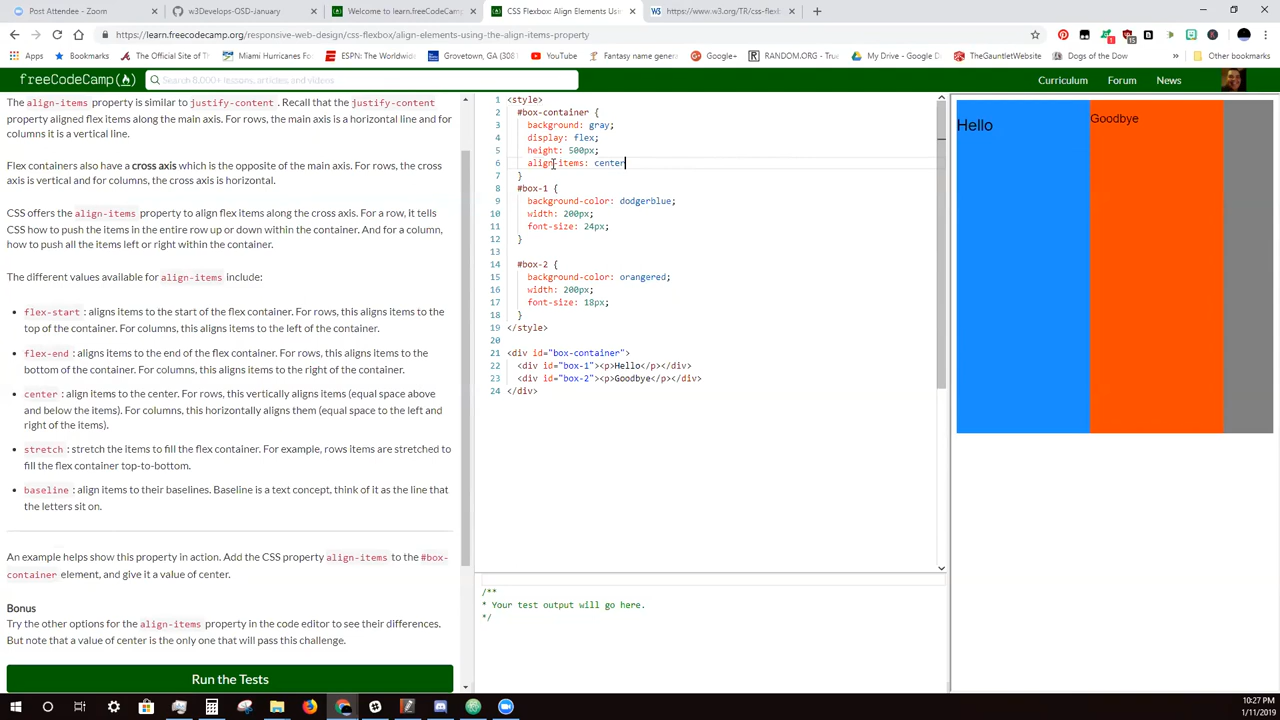 Post Attendee - Zoom
w3Develops-OSD-January
Welcome to learn.freeCodeCamp
CSS Flexbox: Align Elements Usin
https://www.w3.org/TR/css-flexb
https://learn.freecodecamp.org/responsive-web-design/css-flexbox/align-elements-using-the-align-items-property
Apps
Bookmarks
The Official Site of
Miami Hurricanes Fo
ESPN: The Worldwide
Grovetown, GA (3081
YouTube
Fantasy name genera
Google+
RANDOM.ORG - True
My Drive - Google D
TheGauntletWebsite
Dogs of the Dow
Other bookmarks
freeCodeCamp
Search 8,000+ lessons, articles, and videos
Curriculum
Forum
News
The align-items property is similar to justify-content . Recall that the justify-content
property aligned flex items along the main axis. For rows, the main axis is a horizontal line and for
columns it is a vertical line.
Flex containers also have a cross axis which is the opposite of the main axis. For rows, the cross
axis is vertical and for columns, the cross axis is horizontal.
CSS offers the align-items property to align flex items along the cross axis. For a row, it tells
CSS how to push the items in the entire row up or down within the container. And for a column,
how to push all the items left or right within the container.
The different values available for align-items include:
flex-start : aligns items to the start of the flex container. For rows, this aligns items to the
top of the container. For columns, this aligns items to the left of the container.
flex-end : aligns items to the end of the flex container. For rows, this aligns items to the
bottom of the container. For columns, this aligns items to the right of the container.
center : align items to the center. For rows, this vertically aligns items (equal space above
and below the items). For columns, this horizontally aligns them (equal space to the left and
right of the items).
stretch : stretch the items to fill the flex container. For example, rows items are stretched to
fill the flex container top-to-bottom.
baseline : align items to their baselines. Baseline is a text concept, think of it as the line that
the letters sit on.
An example helps show this property in action. Add the CSS property align-items to the #box-
container element, and give it a value of center.
Bonus
Try the other options for the align-items property in the code editor to see their differences.
But note that a value of center is the only one that will pass this challenge.
Run the Tests
1 <style>
2 #box-container {
3 background: gray;
4 display: flex;
5 height: 500px;
6 align-items: center
7 }
8 #box-1 {
9 background-color: dodgerblue;
10 width: 200px;
11 font-size: 24px;
12 }
13
14 #box-2 {
15 background-color: orangered;
16 width: 200px;
17 font-size: 18px;
18 }
19 </style>
20
21 <div id="box-container">
22 <div id="box-1"><p>Hello</p></div>
23 <div id="box-2"><p>Goodbye</p></div>
24 </div>
/**
* Your test output will go here.
*/
Hello
Goodbye
10:27 PM
1/11/2019